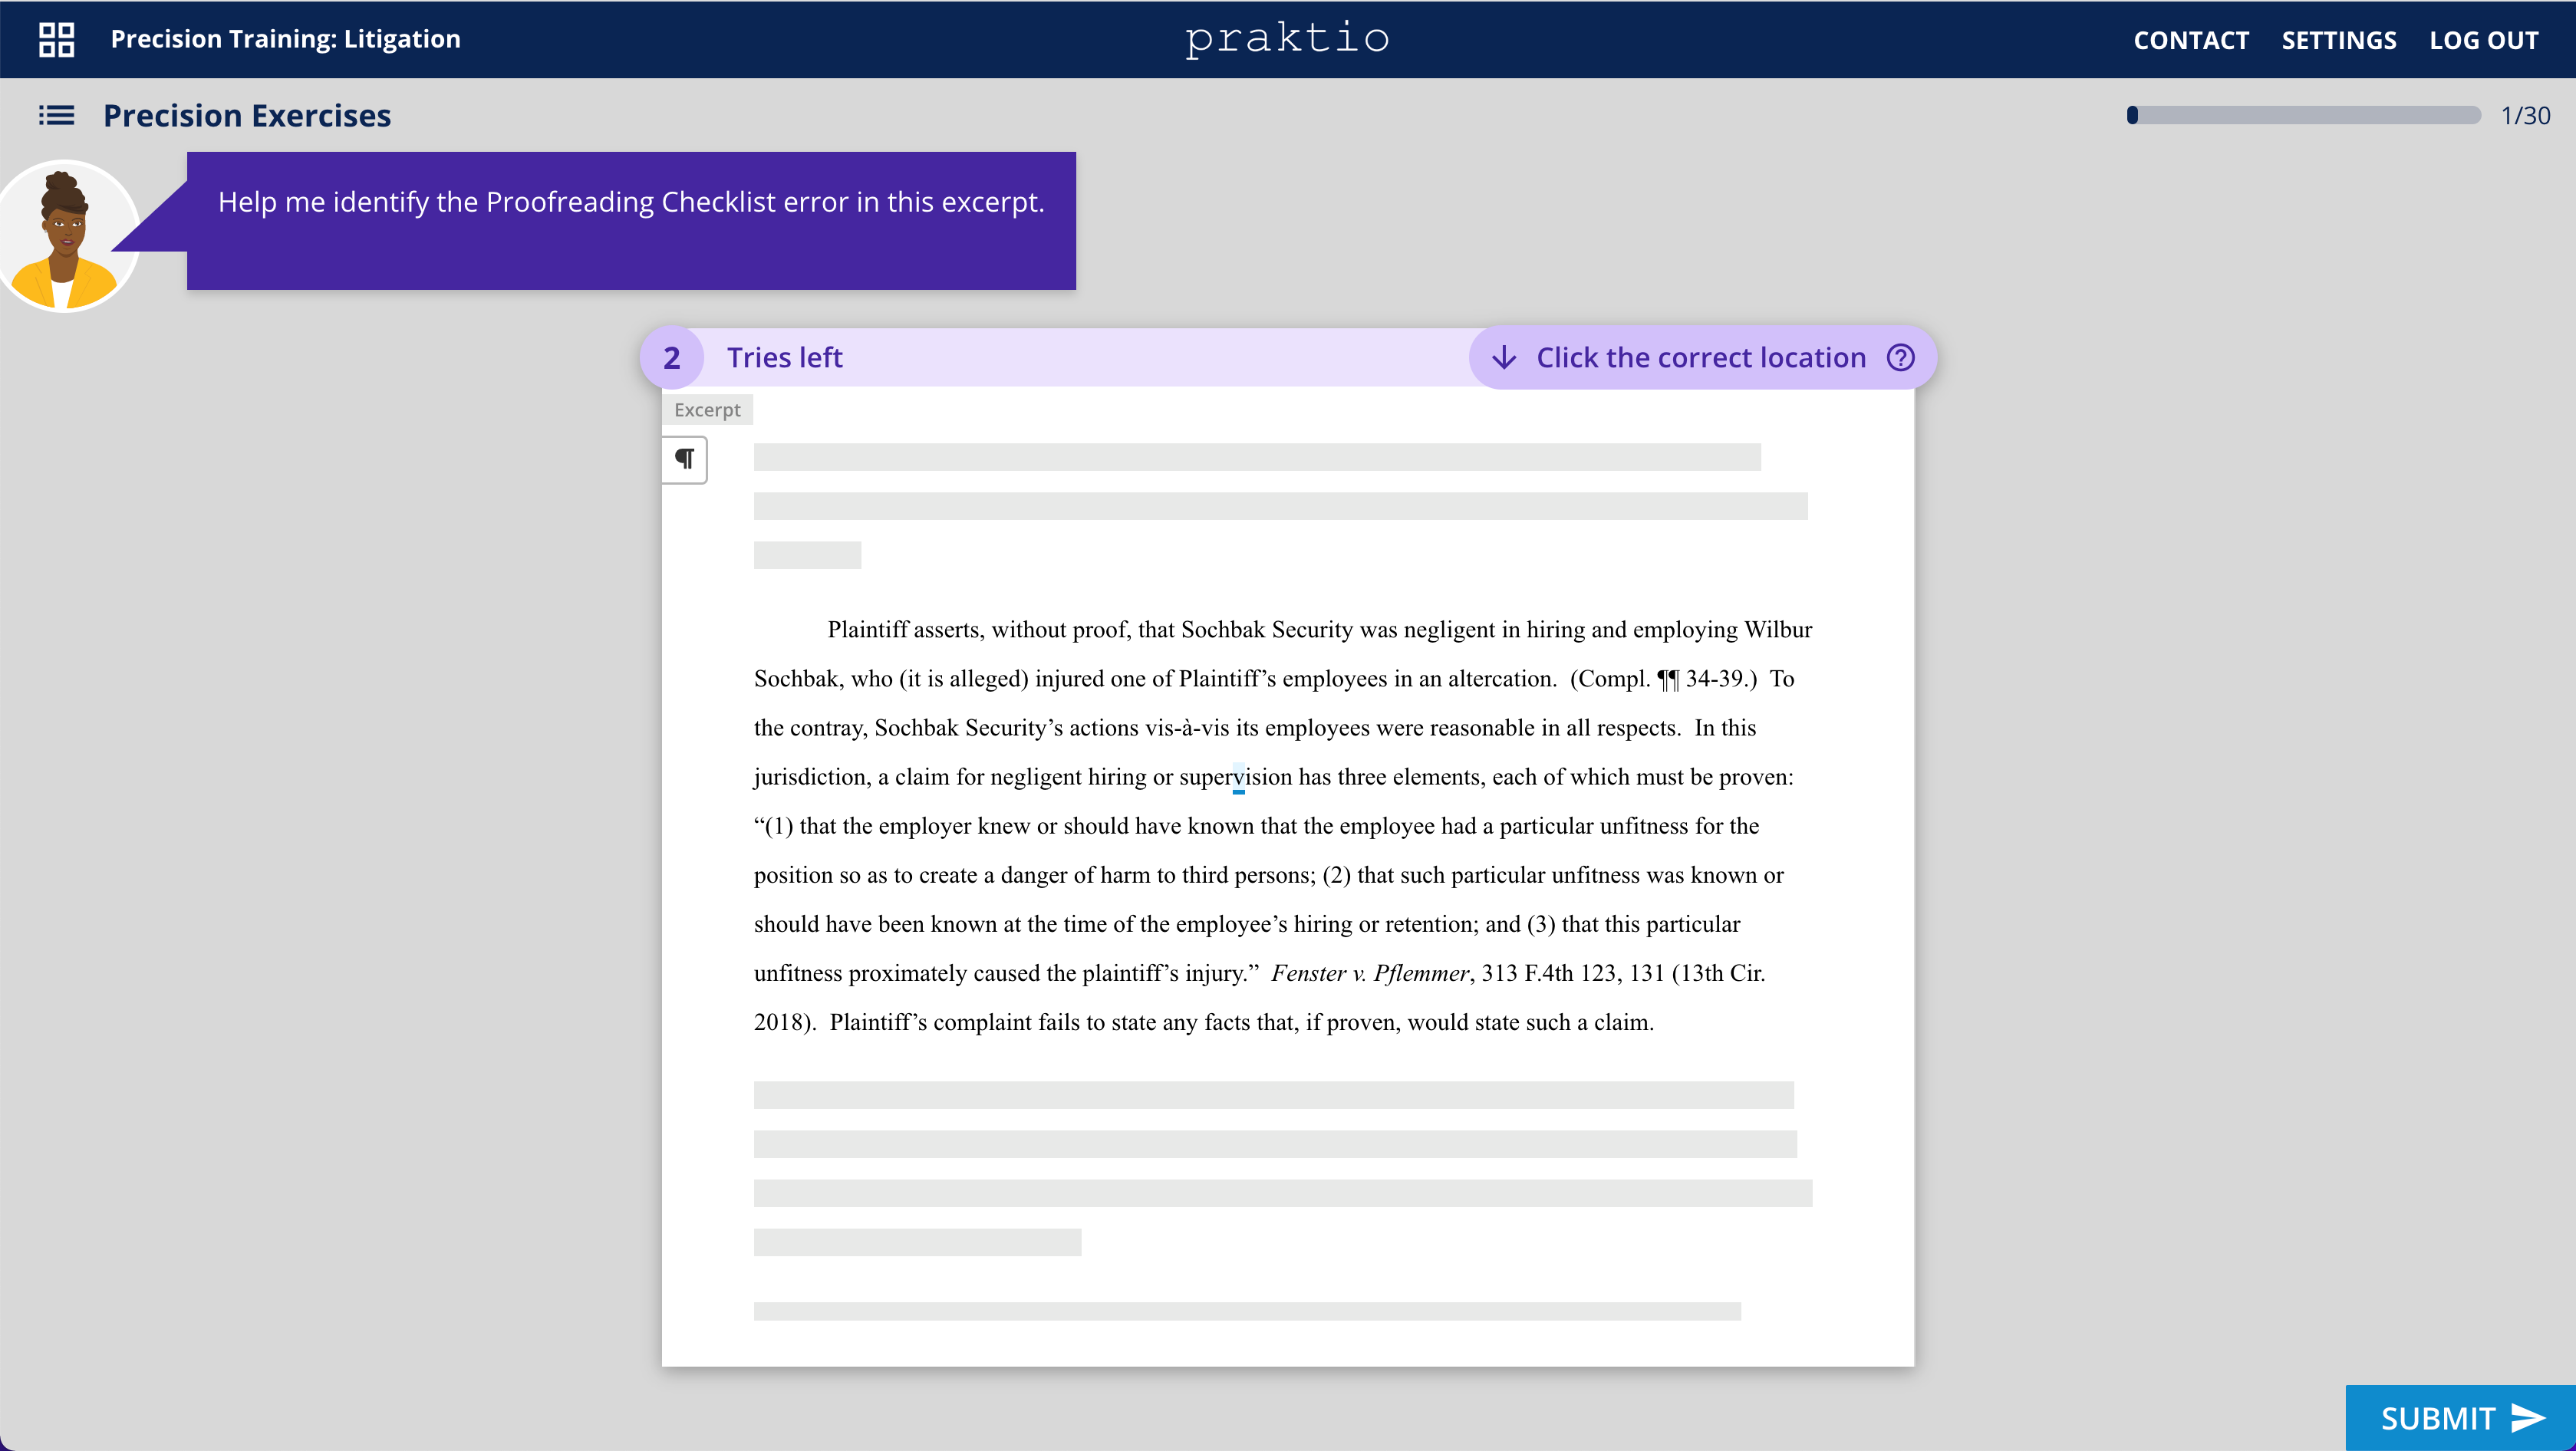 Precision Training: Litigation
praktio
CONTACT SETTINGS LOG OUT
Precision Exercises
1/30
Help me identify the Proofreading Checklist error in this excerpt.
2 Tries left
Click the correct location
Excerpt
¶
Plaintiff asserts, without proof, that Sochbak Security was negligent in hiring and employing Wilbur
Sochbak, who (it is alleged) injured one of Plaintiff’s employees in an altercation.  (Compl. ¶¶ 34-39.)  To
the contray, Sochbak Security’s actions vis-à-vis its employees were reasonable in all respects.  In this
jurisdiction, a claim for negligent hiring or supervision has three elements, each of which must be proven:
“(1) that the employer knew or should have known that the employee had a particular unfitness for the
position so as to create a danger of harm to third persons; (2) that such particular unfitness was known or
should have been known at the time of the employee’s hiring or retention; and (3) that this particular
unfitness proximately caused the plaintiff’s injury.”  Fenster v. Pflemmer, 313 F.4th 123, 131 (13th Cir.
2018).  Plaintiff’s complaint fails to state any facts that, if proven, would state such a claim.
SUBMIT